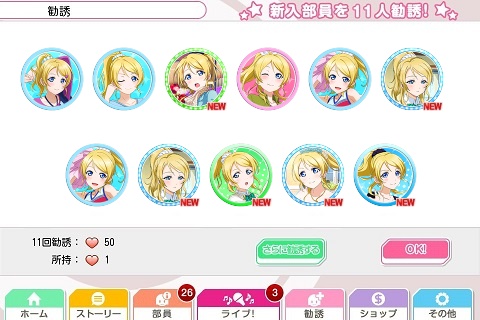 勧誘
新入部員を11人勧誘!
NEW
NEW
NEW
NEW
NEW
NEW
NEW
11回勧誘： 50
所持： 1
さらに勧誘する
OK!
26
3
ホーム
ストーリー
部員
ライブ!
勧誘
ショップ
その他